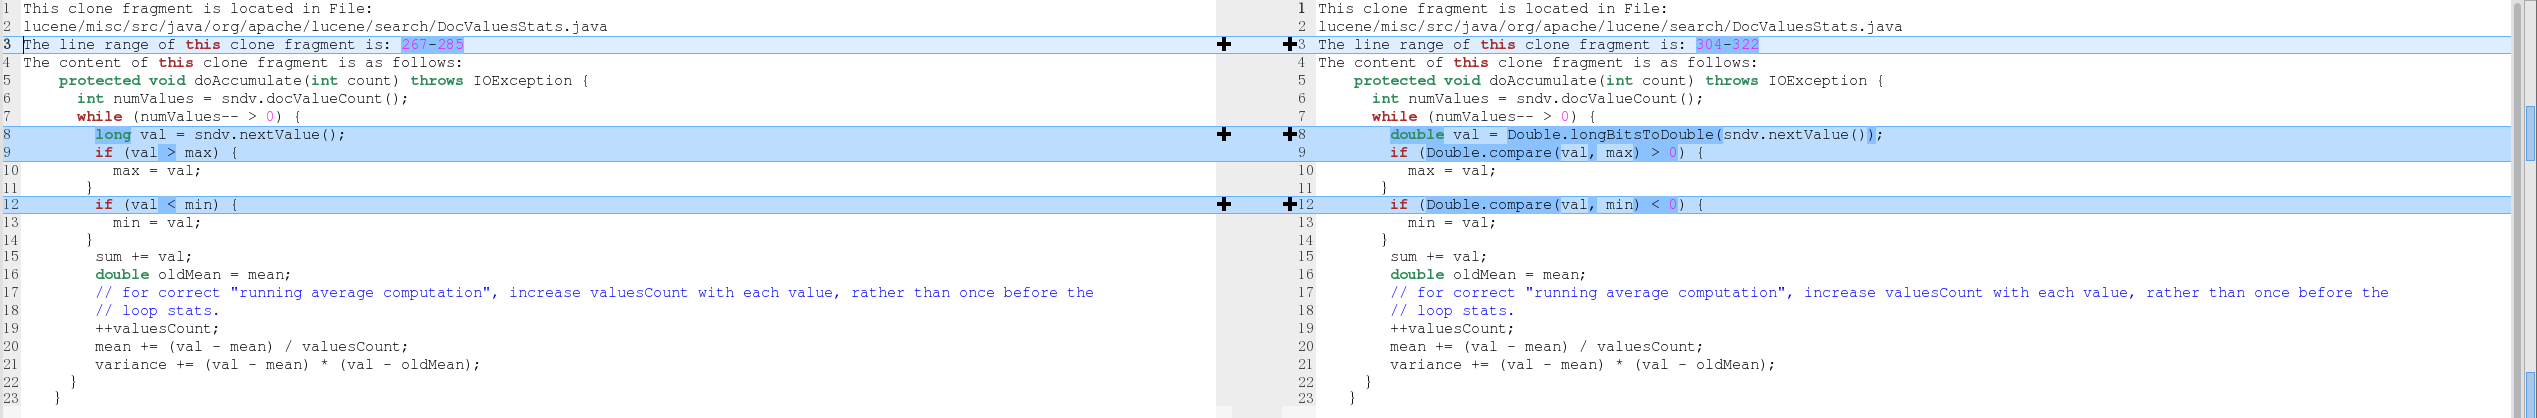 1 This clone fragment is located in File:
2 lucene/misc/src/java/org/apache/lucene/search/DocValuesStats.java
3 The line range of this clone fragment is: 267-285
4 The content of this clone fragment is as follows:
5     protected void doAccumulate(int count) throws IOException {
6       int numValues = sndv.docValueCount();
7       while (numValues-- > 0) {
8         long val = sndv.nextValue();
9         if (val > max) {
10           max = val;
11         }
12         if (val < min) {
13           min = val;
14         }
15         sum += val;
16         double oldMean = mean;
17         // for correct "running average computation", increase valuesCount with each value, rather than once before the
18         // loop stats.
19         ++valuesCount;
20         mean += (val - mean) / valuesCount;
21         variance += (val - mean) * (val - oldMean);
22       }
23     }
1 This clone fragment is located in File:
2 lucene/misc/src/java/org/apache/lucene/search/DocValuesStats.java
3 The line range of this clone fragment is: 304-322
4 The content of this clone fragment is as follows:
5     protected void doAccumulate(int count) throws IOException {
6       int numValues = sndv.docValueCount();
7       while (numValues-- > 0) {
8         double val = Double.longBitsToDouble(sndv.nextValue());
9         if (Double.compare(val, max) > 0) {
10           max = val;
11         }
12         if (Double.compare(val, min) < 0) {
13           min = val;
14         }
15         sum += val;
16         double oldMean = mean;
17         // for correct "running average computation", increase valuesCount with each value, rather than once before the
18         // loop stats.
19         ++valuesCount;
20         mean += (val - mean) / valuesCount;
21         variance += (val - mean) * (val - oldMean);
22       }
23     }